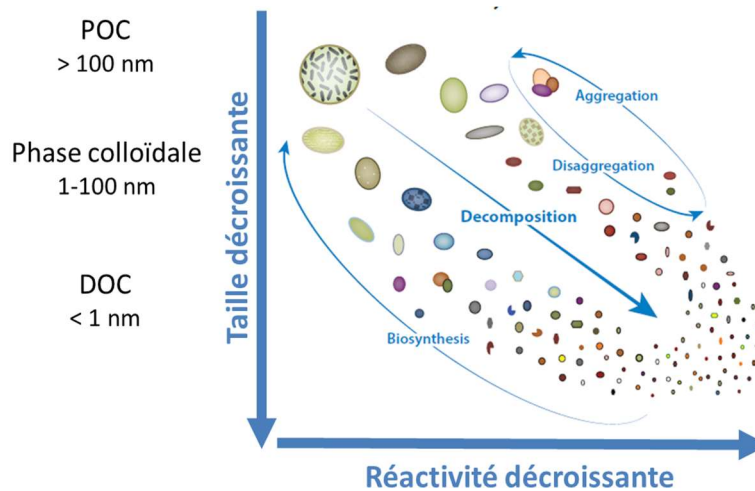 POC
> 100 nm
Phase colloïdale
1-100 nm
DOC
< 1 nm
Taille décroissante
Aggregation
Disaggregation
Decomposition
Biosynthesis
Réactivité décroissante